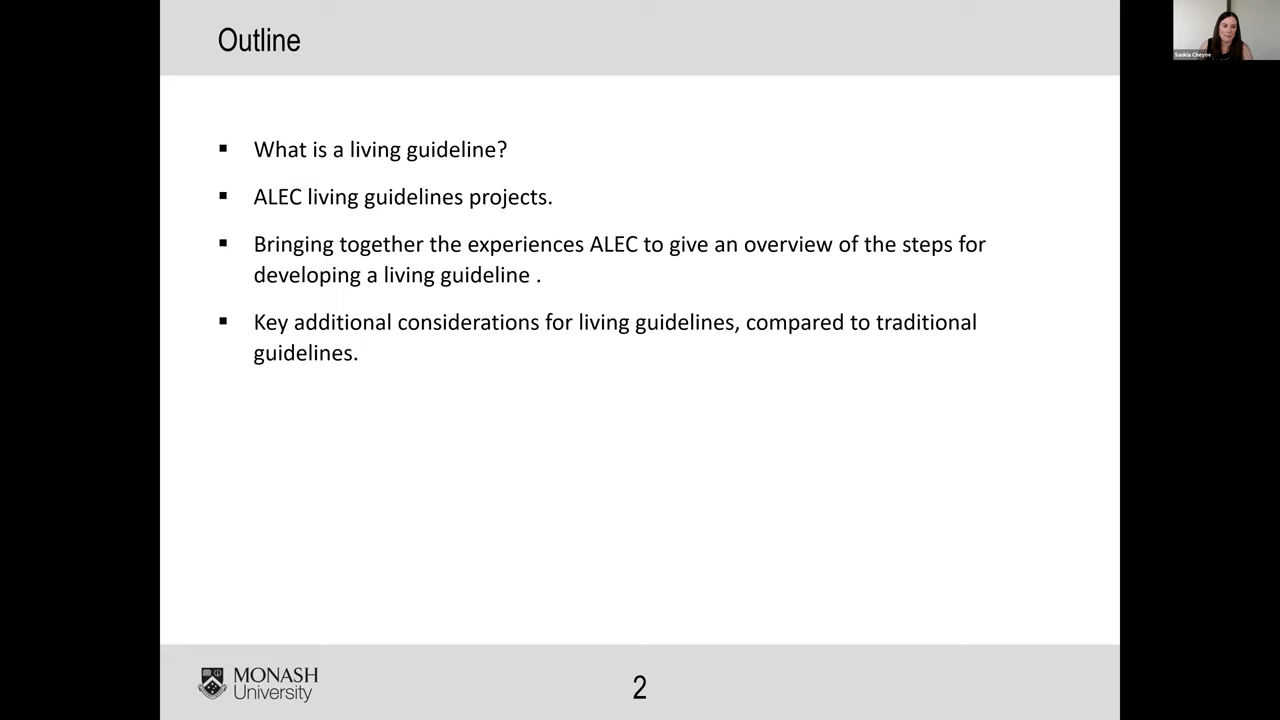 Outline
Saskia Cheyne
▪ What is a living guideline?
▪ ALEC living guidelines projects.
▪ Bringing together the experiences ALEC to give an overview of the steps for
developing a living guideline .
▪ Key additional considerations for living guidelines, compared to traditional
guidelines.
MONASH
University
2